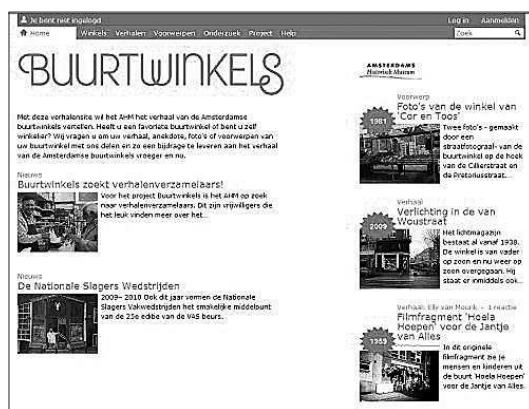 Je bent niet ingelogd
Log in Aanmelden
Home Winkels Verhalen Voorwerpen Onderzoek Project Help
Zoek
BUURTWINKELS
Met deze verhalensite wil het AHM het verhaal van de Amsterdamse
buurtwinkels vertellen. Heeft u een favoriete buurtwinkel of bent u zelf
winkelier? Wij vragen u om uw verhaal, anekdote, foto's of voorwerpen van
uw buurtwinkel met ons delen en zo een bijdrage te leveren aan het verhaal
van de Amsterdamse buurtwinkels vroeger en nu.
Nieuws
Buurtwinkels zoekt verhalenverzamelaars!
Voor het project Buurtwinkels is het AHM op zoek
naar verhalenverzamelaars. Dit zijn vrijwilligers die
het leuk vinden meer over het...
Nieuws
De Nationale Slagers Wedstrijden
2009- 2010 Ook dit jaar vormen de Nationale
Slagers Vakwedstrijden het smakelijke middelpunt
van de 25e editie van de VAS beurs.
AMSTERDAMS
Historisch Museum
Voorwerp
Foto's van de winkel van
'Cor en Toos'
1981
Twee foto's - gemaakt
door een
straatfotograaf- van de
buurtwinkel op de hoek
van de Cilliersstraat en
de Pretoriusstraat...
Verhaal
Verlichting in de van
Woustraat
2009
Het lichtmagazijn
bestaat al vanaf 1938.
De winkel is van vader
op zoon en nu weer op
zoon overgegaan. Hij
staat er inmiddels ook...
Verhaal: Elly van Mourik - 1 reactie
Filmfragment 'Hoela
Hoepen' voor de Jantje
van Alles
1959
In dit originele
filmfragment zie je
mensen en kinderen uit
de buurt 'Hoela Hoepen'
voor de Jantje van Alles.